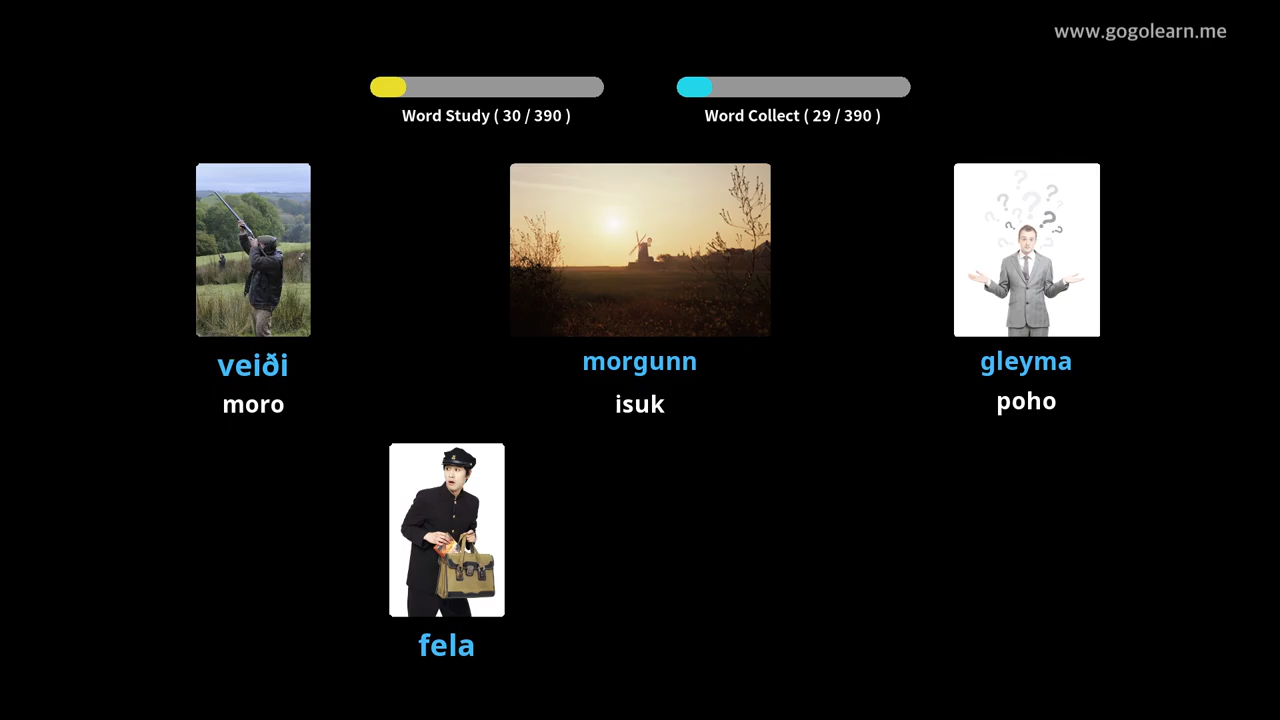 www.gogolearn.me
Word Study ( 30 / 390 )
Word Collect ( 29 / 390 )
veiði
moro
morgunn
isuk
gleyma
poho
fela